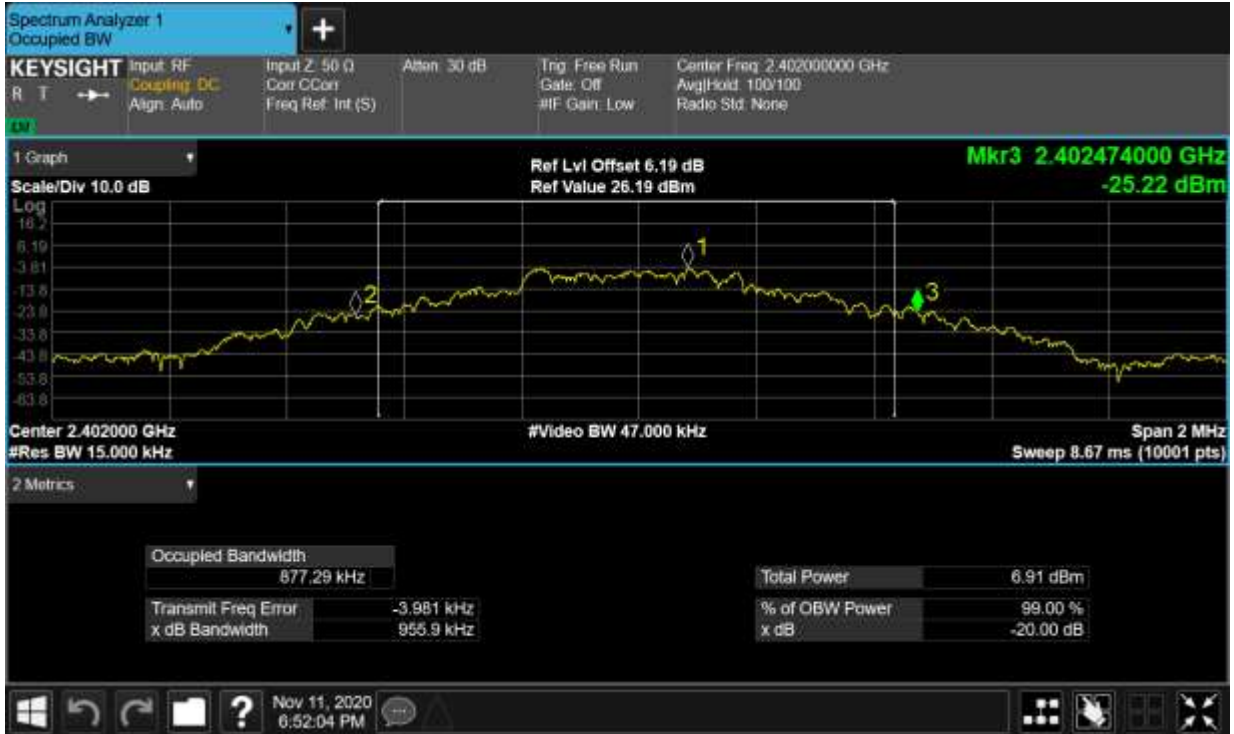 Spectrum Analyzer 1
Occupied BW
KEYSIGHT
R T
Input: RF
Coupling: DC
Align: Auto
Input Z: 50 Ω
Corr CCorr
Freq Ref: Int (S)
Atten: 30 dB
Trig: Free Run
Gate: Off
#IF Gain: Low
Center Freq: 2.402000000 GHz
Avg|Hold: 100/100
Radio Std: None
1 Graph
Scale/Div 10.0 dB
Ref Lvl Offset 6.19 dB
Ref Value 26.19 dBm
Mkr3 2.402474000 GHz
-25.22 dBm
Log
16.2
6.19
-3.81
-13.8
-23.8
-33.8
-43.8
-53.8
-63.8
1
2
3
Center 2.402000 GHz
#Res BW 15.000 kHz
#Video BW 47.000 kHz
Span 2 MHz
Sweep 8.67 ms (10001 pts)
2 Metrics
Occupied Bandwidth
877.29 kHz
Total Power 6.91 dBm
Transmit Freq Error -3.981 kHz
% of OBW Power 99.00 %
x dB Bandwidth 955.9 kHz
x dB -20.00 dB
?
Nov 11, 2020
6:52:04 PM